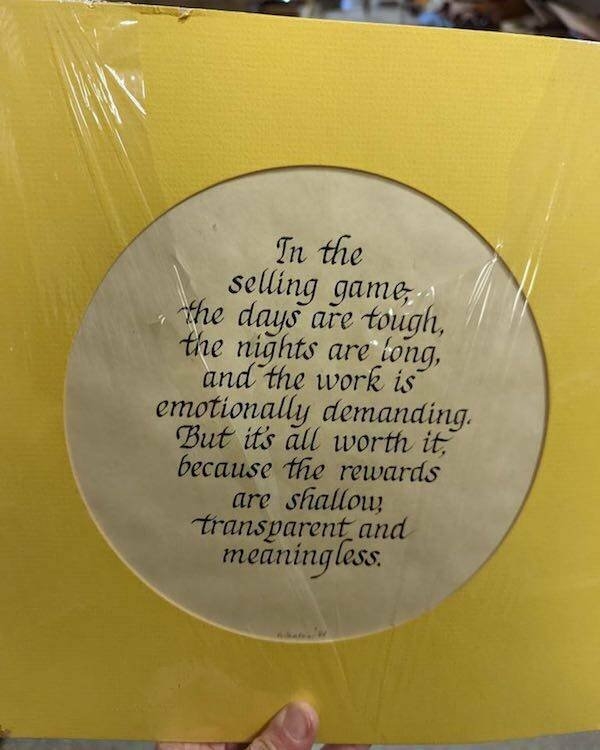 In the
selling game,
the days are tough,
the nights are long,
and the work is
emotionally demanding.
But it's all worth it,
because the rewards
are shallow,
transparent and
meaningless.